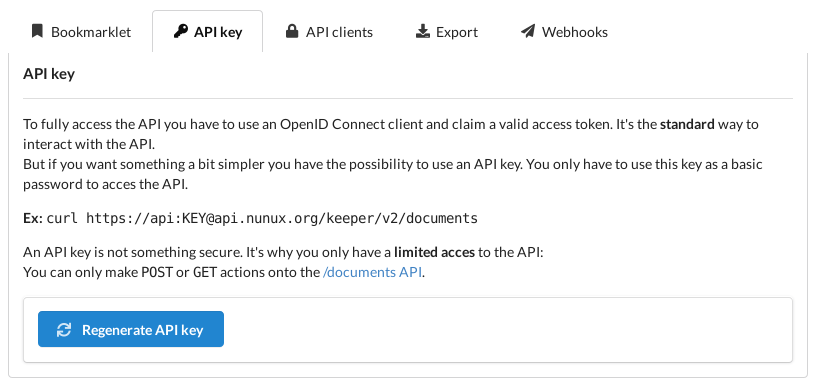 Bookmarklet API key API clients Export Webhooks
API key
To fully access the API you have to use an OpenID Connect client and claim a valid access token. It's the standard way to
interact with the API.
But if you want something a bit simpler you have the possibility to use an API key. You only have to use this key as a basic
password to acces the API.
Ex: curl https://api:KEY@api.nunux.org/keeper/v2/documents
An API key is not something secure. It's why you only have a limited acces to the API:
You can only make POST or GET actions onto the /documents API.
Regenerate API key